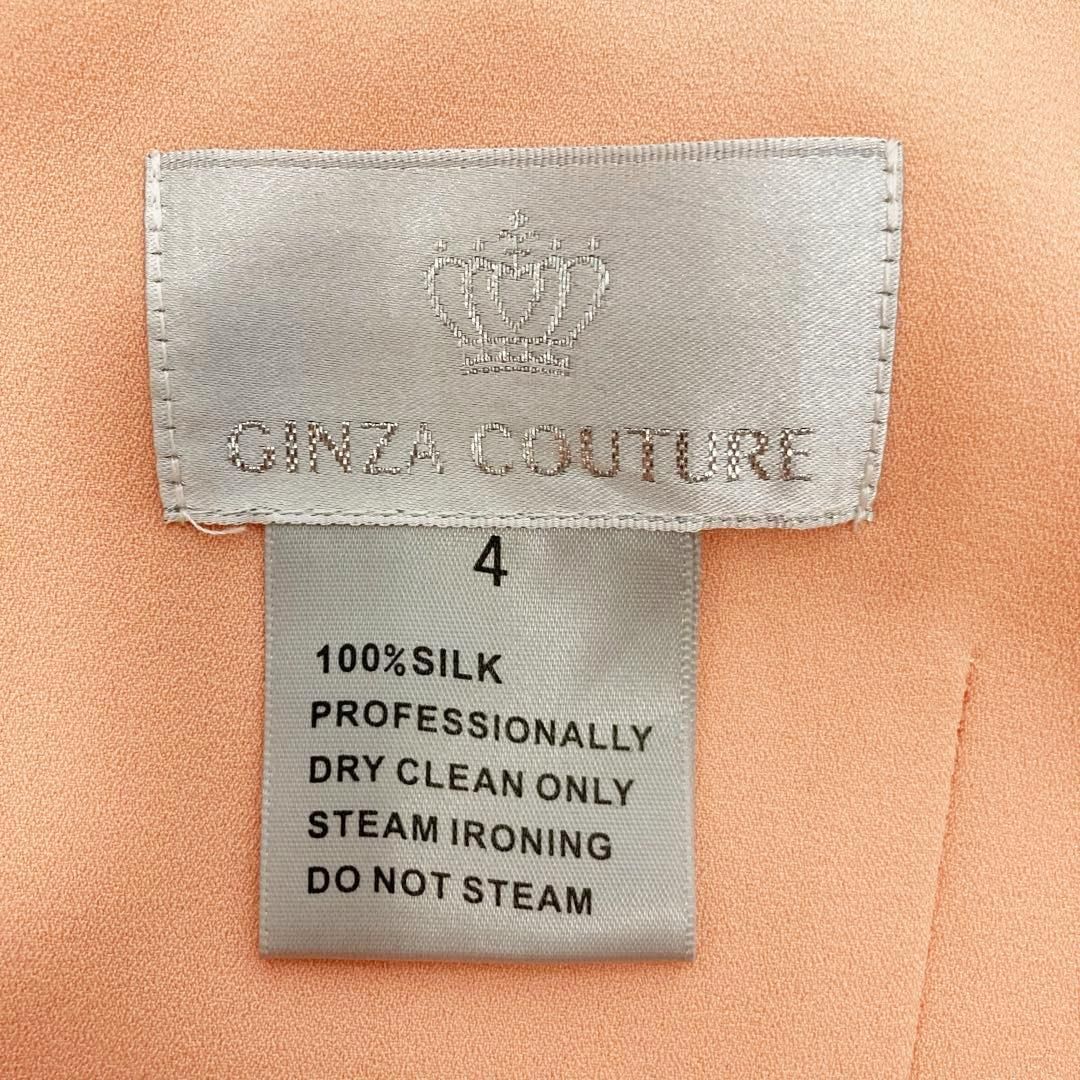 GINZA COUTURE
4
100%SILK
PROFESSIONALLY
DRY CLEAN ONLY
STEAM IRONING
DO NOT STEAM